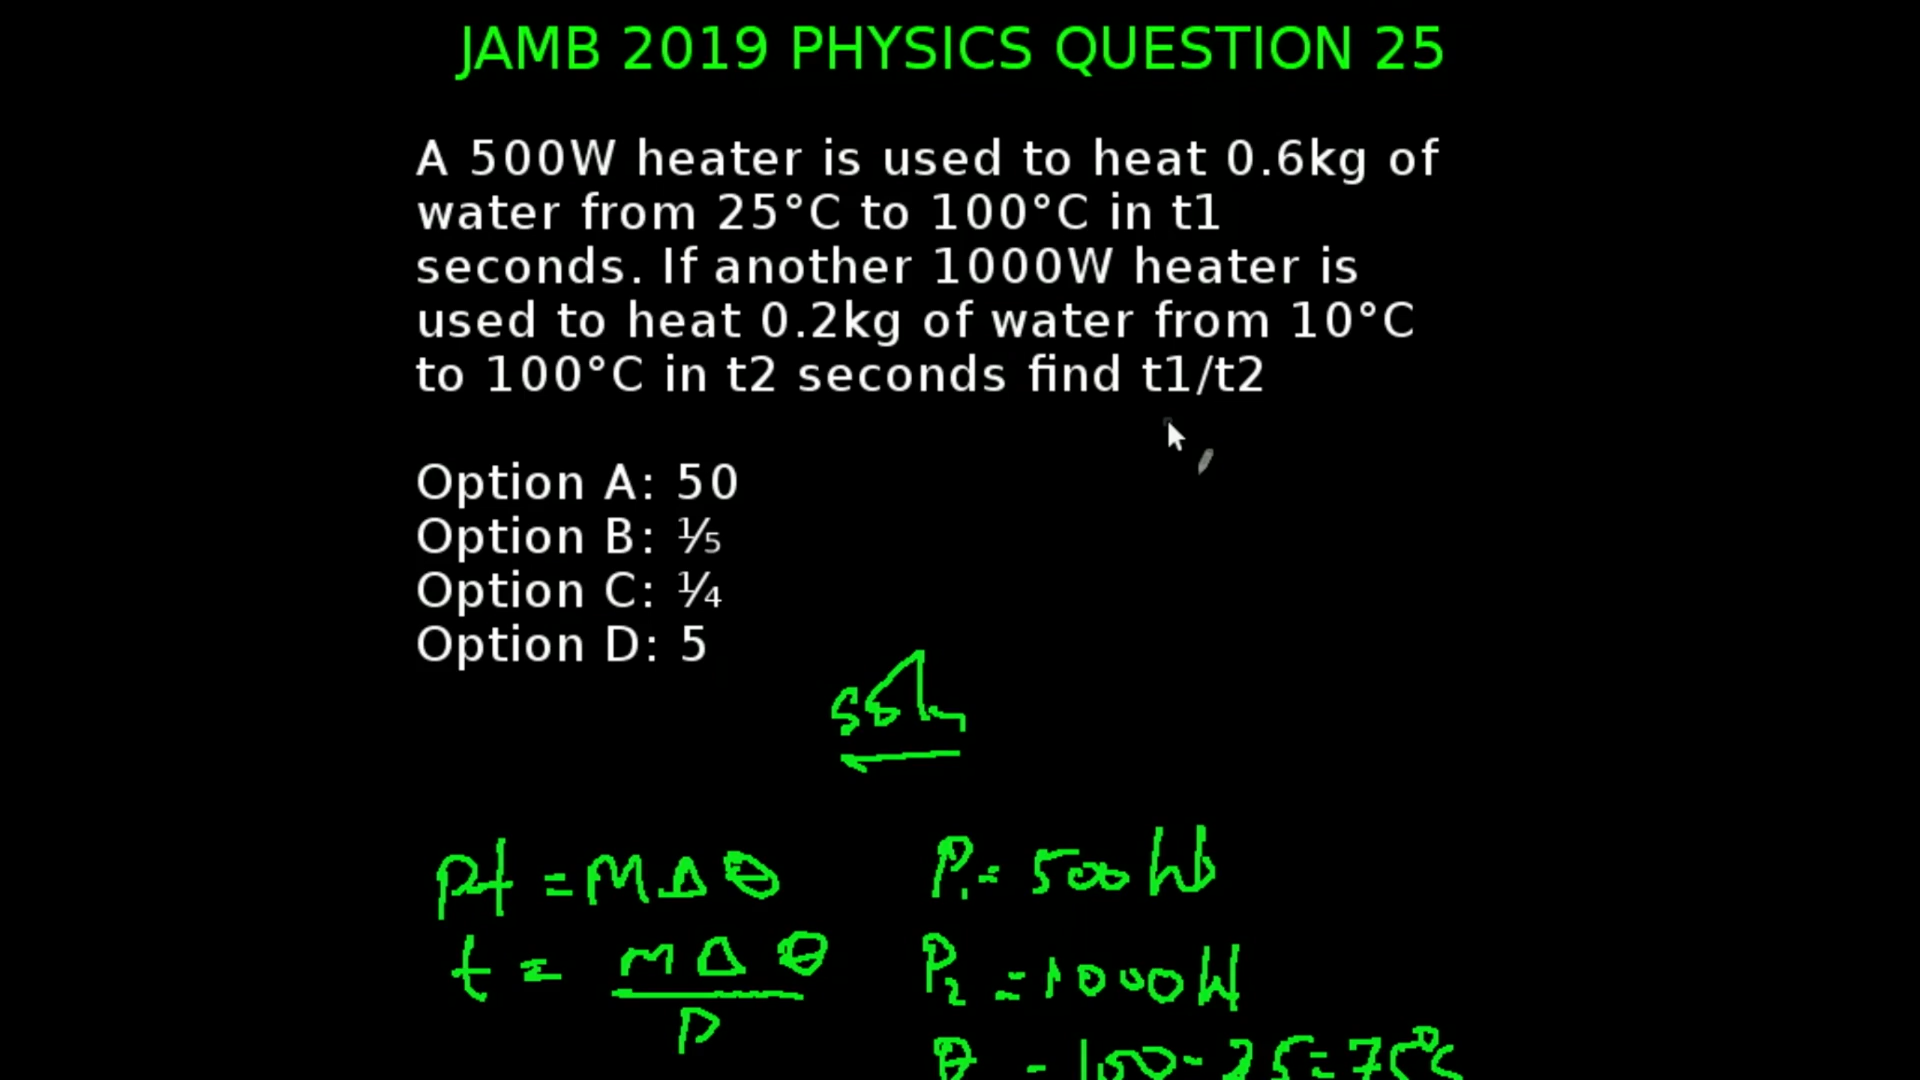 JAMB 2019 PHYSICS QUESTION 25
A 500W heater is used to heat 0.6kg of
water from 25°C to 100°C in t1
seconds. If another 1000W heater is
used to heat 0.2kg of water from 10°C
to 100°C in t2 seconds find t1/t2
Option A: 50
Option B: ⅕
Option C: ¼
Option D: 5
Pt = MΔθ
P₁ = 500W
t = MΔθ
P
P₂ = 1000W
θ = 100-25=75°C